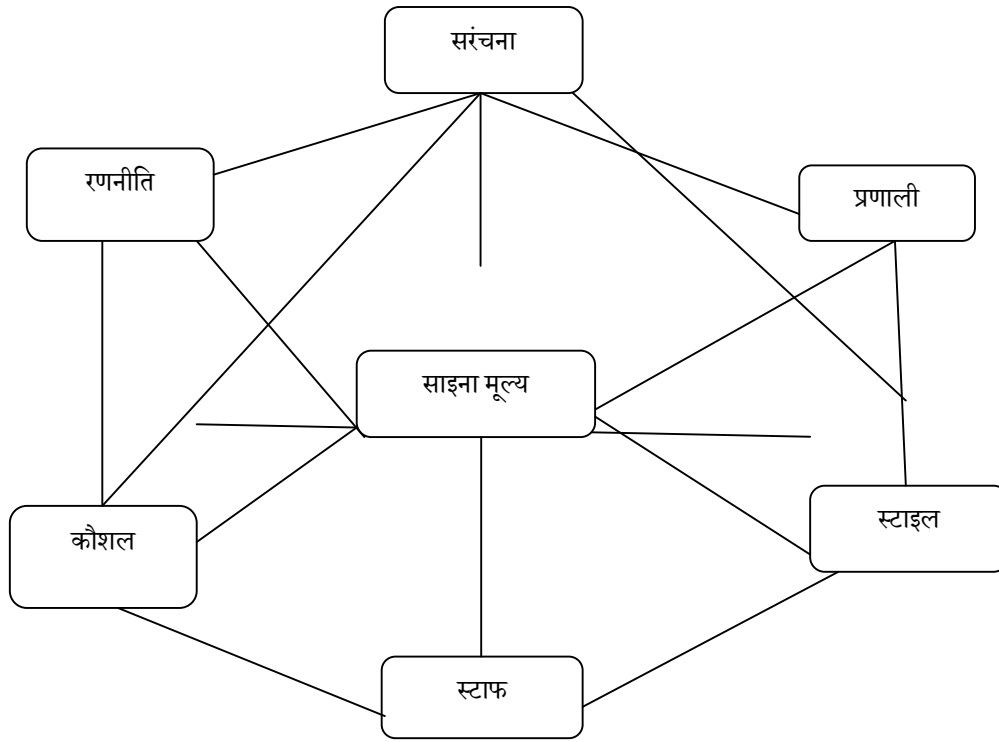 सरंचना
रणनीति
प्रणाली
साइना मूल्य
कौशल
स्टाइल
स्टाफ